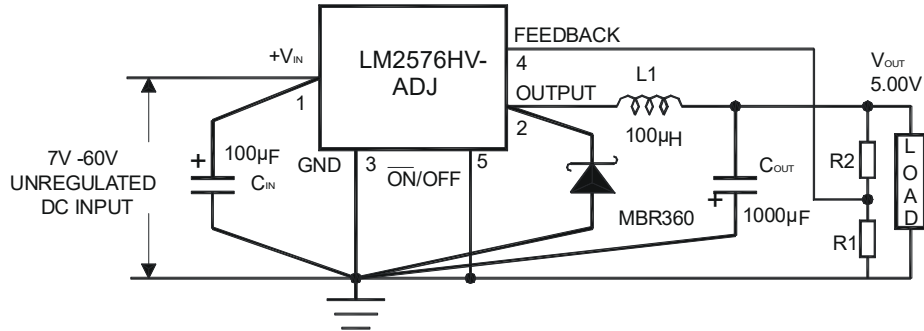 FEEDBACK
+VIN
LM2576HV-
ADJ
4
L1
VOUT
5.00V
1
OUTPUT
2
100µH
7V -60V
UNREGULATED
DC INPUT
+
100µF
CIN
GND
3
5
ON/OFF
COUT
+
1000µF
R2
LOAD
MBR360
R1